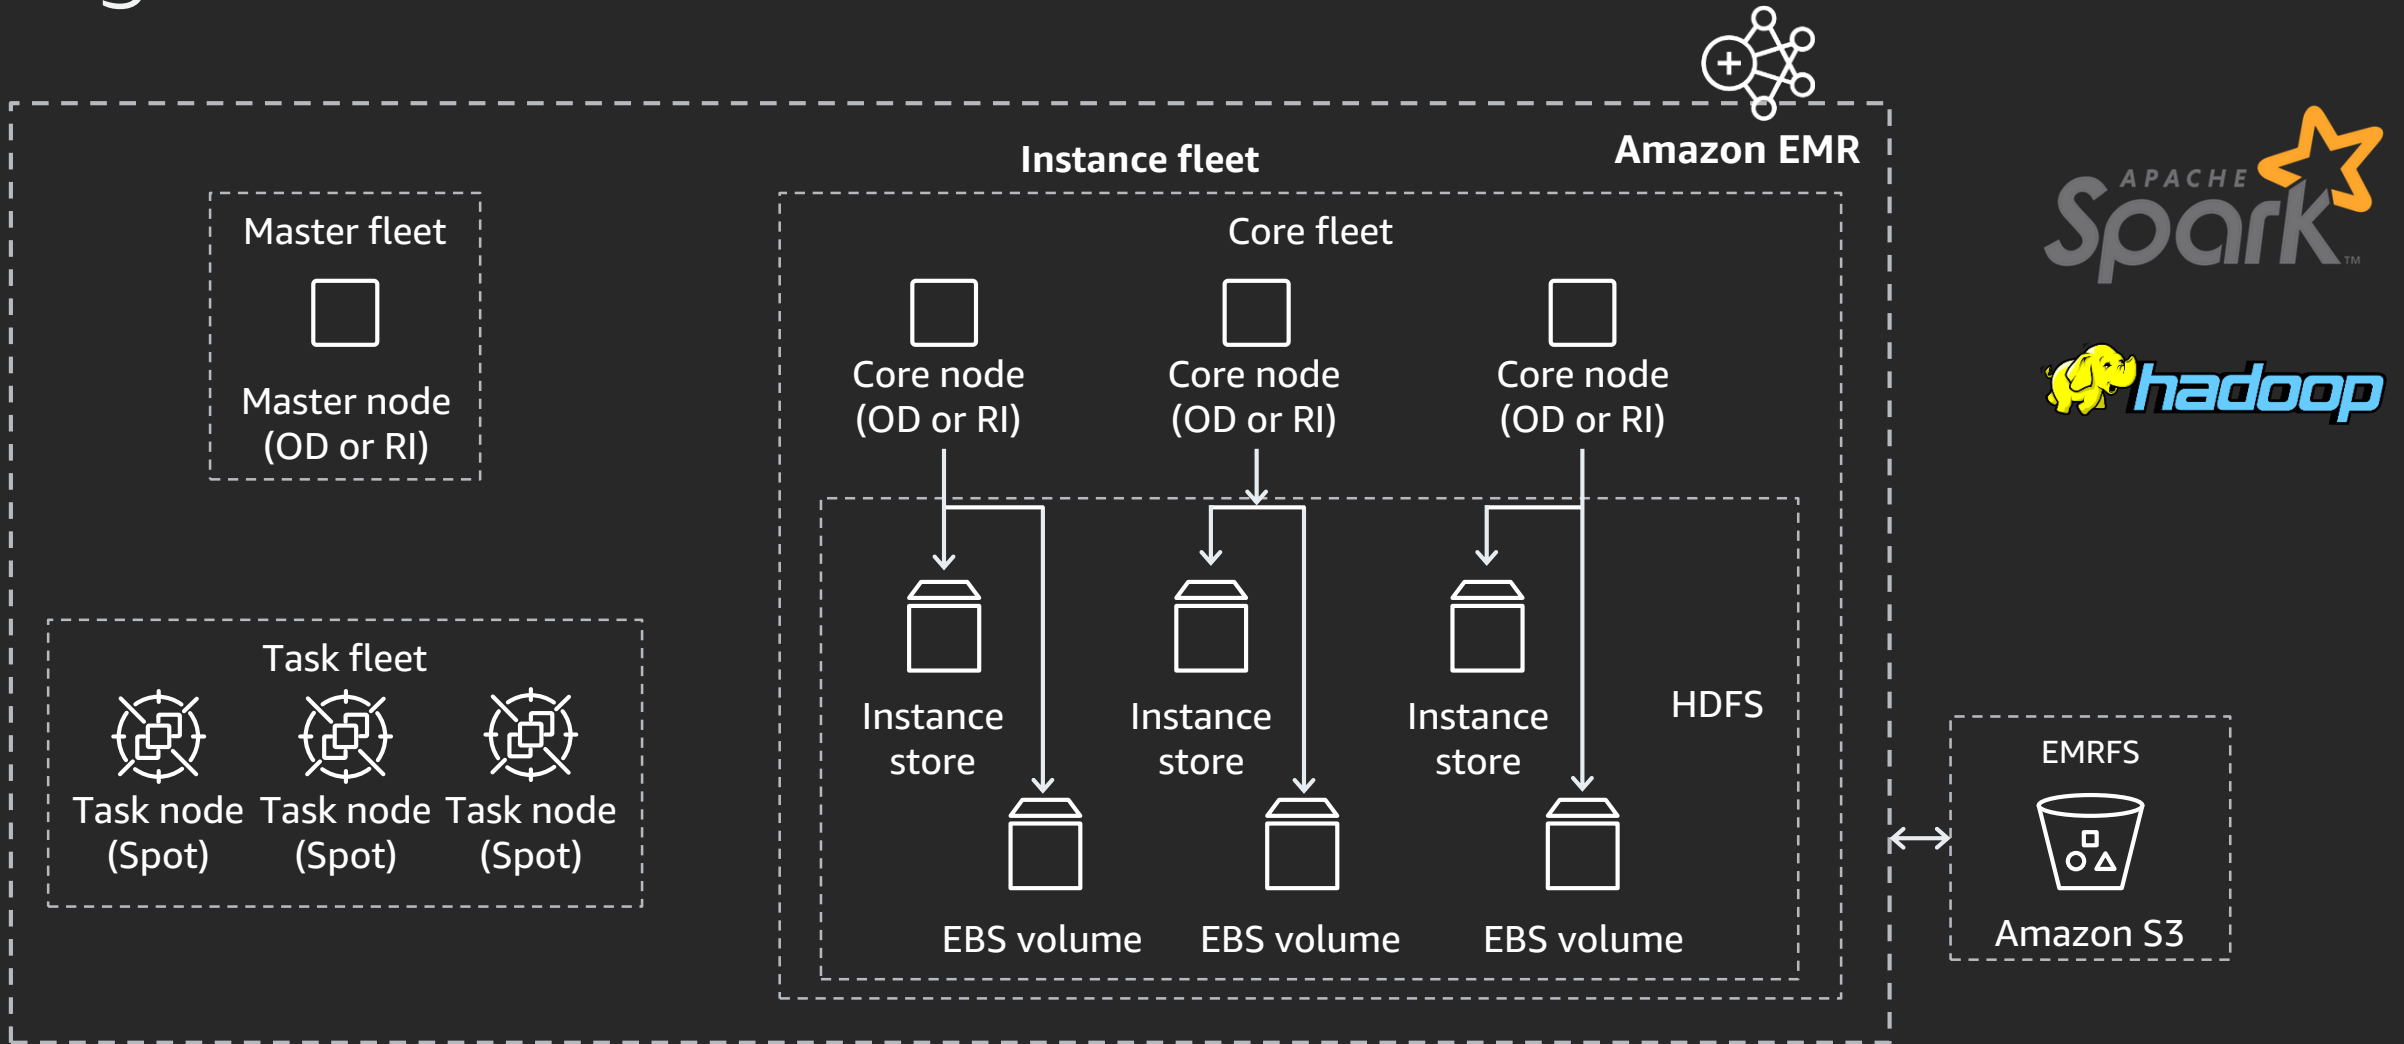 Amazon EMR
Instance fleet
Master fleet
Master node
(OD or RI)
Core fleet
Core node
(OD or RI)
Core node
(OD or RI)
Core node
(OD or RI)
Instance
store
Instance
store
Instance
store
HDFS
EBS volume
EBS volume
EBS volume
Task fleet
Task node
(Spot)
Task node
(Spot)
Task node
(Spot)
APACHE
Spark™
hadoop
EMRFS
Amazon S3